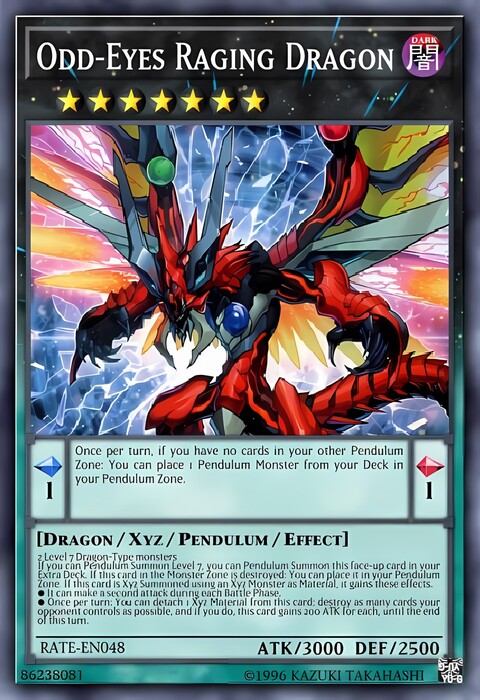 ODD-EYES RAGING DRAGON
DARK
闇
Once per turn, if you have no cards in your other Pendulum
Zone: You can place 1 Pendulum Monster from your Deck in
your Pendulum Zone.
1
1
[DRAGON / XYZ / PENDULUM / EFFECT]
2 Level 7 Dragon-Type monsters
If you can Pendulum Summon Level 7, you can Pendulum Summon this face-up card in your
Extra Deck. If this card in the Monster Zone is destroyed: You can place it in your Pendulum
Zone. If this card is Xyz Summoned using an Xyz Monster as Material, it gains these effects.
● It can make a second attack during each Battle Phase.
● Once per turn: You can detach 1 Xyz Material from this card; destroy as many cards your
opponent controls as possible, and if you do, this card gains 200 ATK for each, until the end
of this turn.
RATE-EN048
ATK/3000 DEF/2500
86238081
©1996 KAZUKI TAKAHASHI